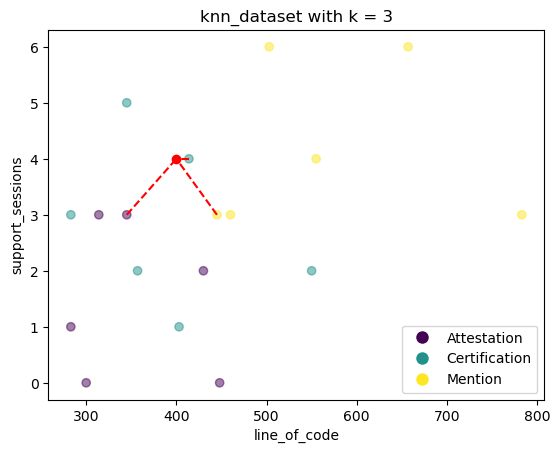 knn_dataset with k = 3
6
5
4
3
2
1
0
support_sessions
300 400 500 600 700 800
line_of_code
Attestation
Certification
Mention